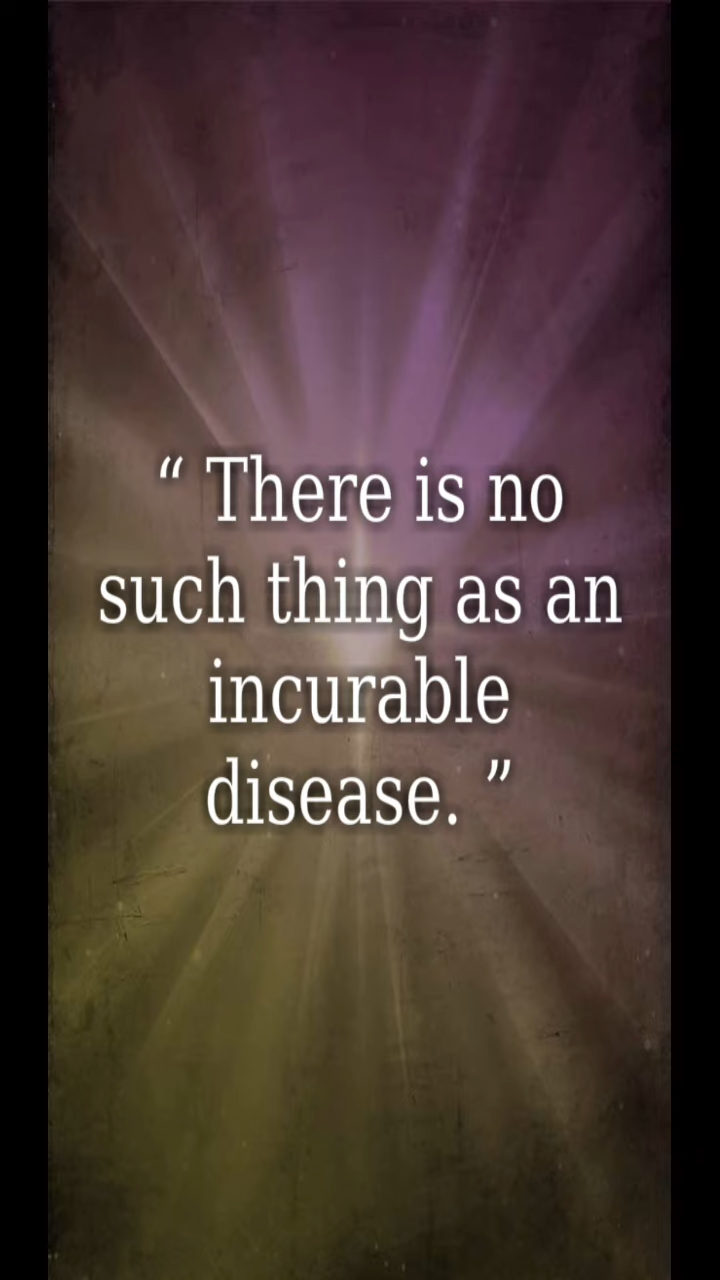 “ There is no
such thing as an
incurable
disease. ”